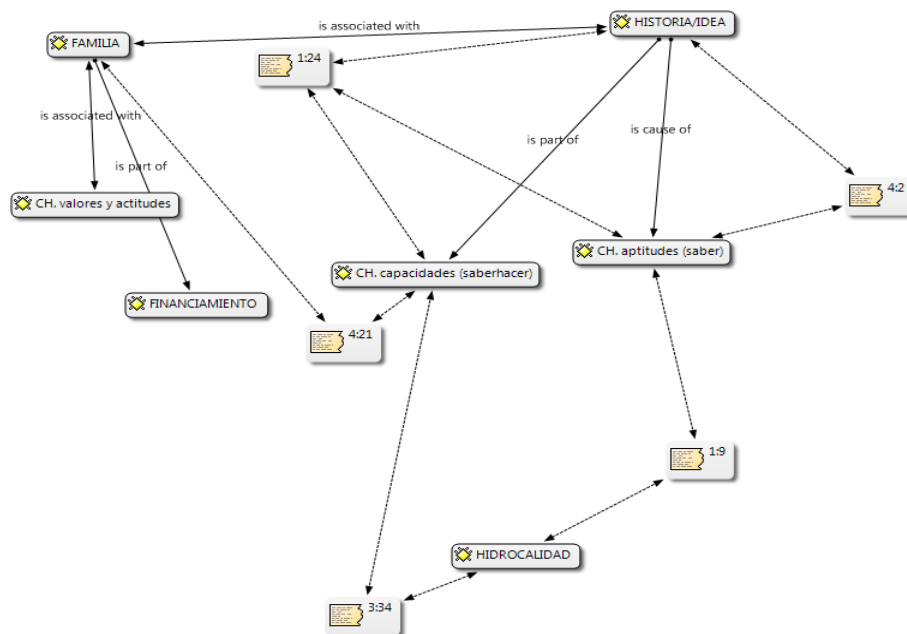 is associated with
HISTORIA/IDEA
FAMILIA
1:24
is associated with
is part of
is part of
is cause of
CH. valores y actitudes
4:2
CH. aptitudes (saber)
CH. capacidades (saberhacer)
FINANCIAMIENTO
4:21
1:9
HIDROCALIDAD
3:34